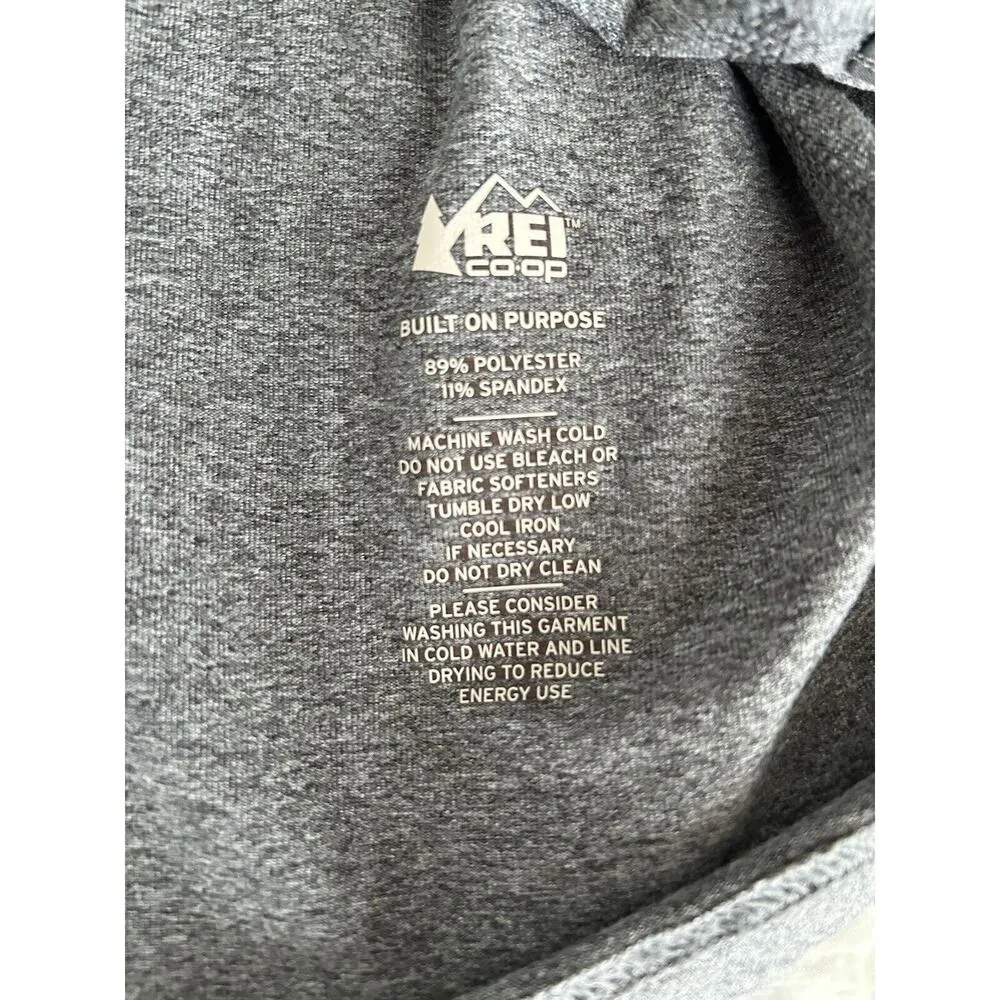 REI™
CO·OP
BUILT ON PURPOSE
89% POLYESTER
11% SPANDEX
MACHINE WASH COLD
DO NOT USE BLEACH OR
FABRIC SOFTENERS
TUMBLE DRY LOW
COOL IRON
IF NECESSARY
DO NOT DRY CLEAN
PLEASE CONSIDER
WASHING THIS GARMENT
IN COLD WATER AND LINE
DRYING TO REDUCE
ENERGY USE